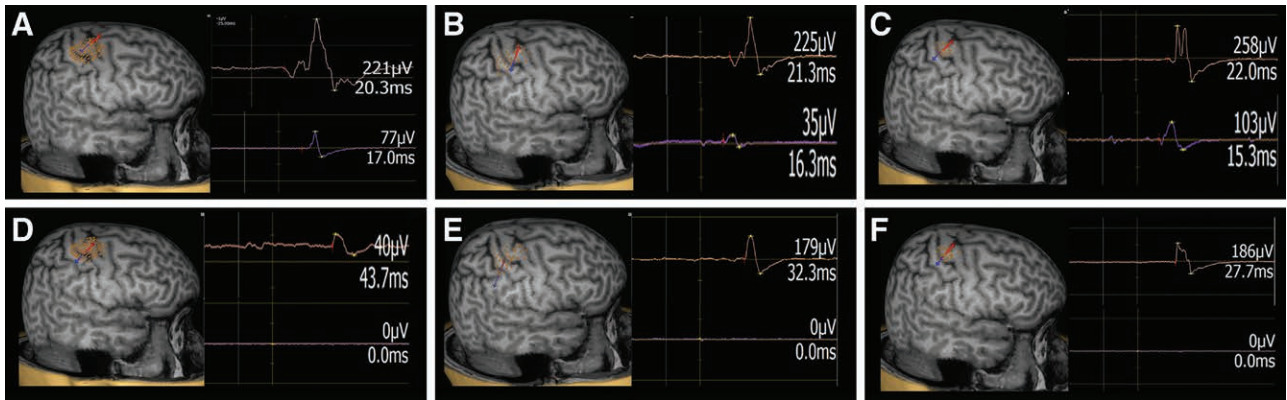 A
221µV
20.3ms
77µV
17.0ms
B
225µV
21.3ms
35µV
16.3ms
C
258µV
22.0ms
103µV
15.3ms
D
40µV
43.7ms
0µV
0.0ms
E
179µV
32.3ms
0µV
0.0ms
F
186µV
27.7ms
0µV
0.0ms